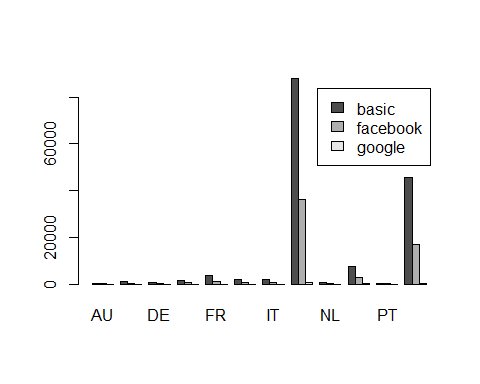 basic
facebook
google
60000
20000
0
AU DE FR IT NL PT